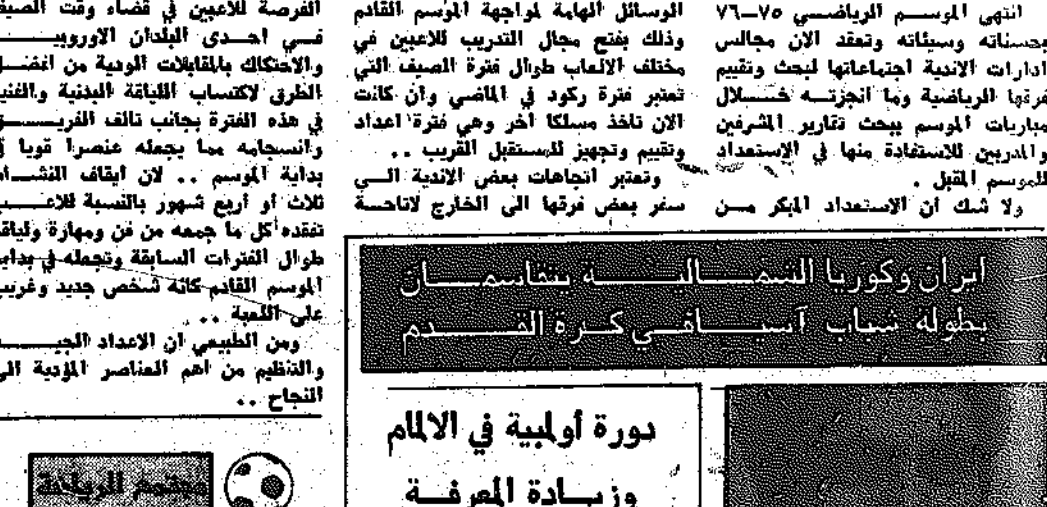 انتهى الموسم الرياضي ٧٥–٧٦
بحسناته وسيئاته وتعقد الان مجالس
ادارات الاندية اجتماعاتها لبحث وتقييم
فرقها الرياضية وما انجزته خلال
مباريات الموسم ببحث تقارير المشرفين
والمدربين للاستفادة منها في الاستعداد
للموسم المقبل .
ولا شك ان الاستعداد المبكر من
الوسائل الهامة لمواجهة الموسم القادم
وذلك بفتح مجال التدريب للاعبين في
مختلف الالعاب طوال فترة الصيف التي
تعتبر فترة ركود في الماضي وان كانت
الان تاخذ مسلكا آخر وهي فترة اعداد
وتقييم وتجهيز للمستقبل القريب ..
وتعتبر اتجاهات بعض الاندية الى
سفر بعض فرقها الى الخارج لاتاحة
الفرصة للاعبين في قضاء وقت الصيف
في احدى البلدان الاوروبية
والاحتكاك بالمقابلات الودية من افضل
الطرق لاكتساب اللياقة البدنية والفنية
في هذه الفترة بجانب تالف الفريق
وانسجامه مما يجعله عنصرا قويا في
بداية الموسم .. لان ايقاف النشاط
ثلاث أو أربع شهور بالنسبة للاعب
تفقده كل ما جمعه من فن ومهارة ولياقة
طوال الفترات السابقة وتجعله في بداية
الموسم القادم كانه شخص جديد وغريب
على اللعبة ..
ومن الطبيعي ان الاعداد الجيد
والتنظيم من اهم العناصر المؤدية الى
النجاح ..
ايران وكوريا الشمالية يتقاسمان
بطولة شباب آسيا في كرة القدم
دورة أولمبية في الالمام
وزيادة المعرفة
مجتمع الرياضة